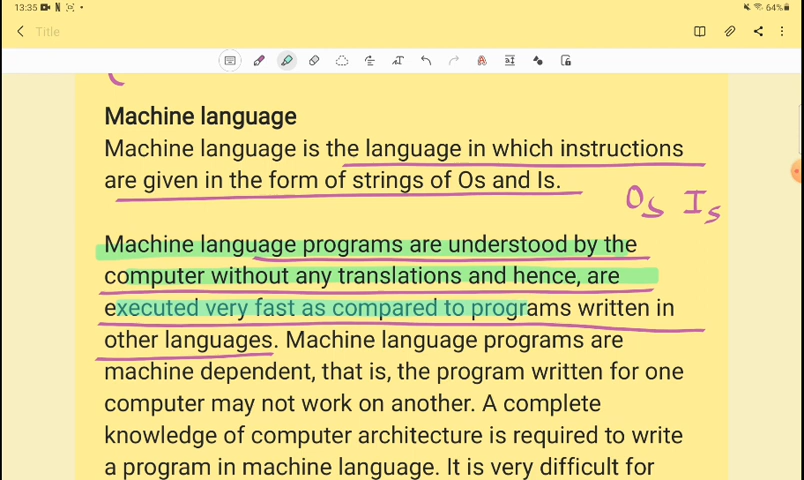 13:35 64%
Title
Machine language
Machine language is the language in which instructions
are given in the form of strings of Os and Is.
Os Is
Machine language programs are understood by the
computer without any translations and hence, are
executed very fast as compared to programs written in
other languages. Machine language programs are
machine dependent, that is, the program written for one
computer may not work on another. A complete
knowledge of computer architecture is required to write
a program in machine language. It is very difficult for